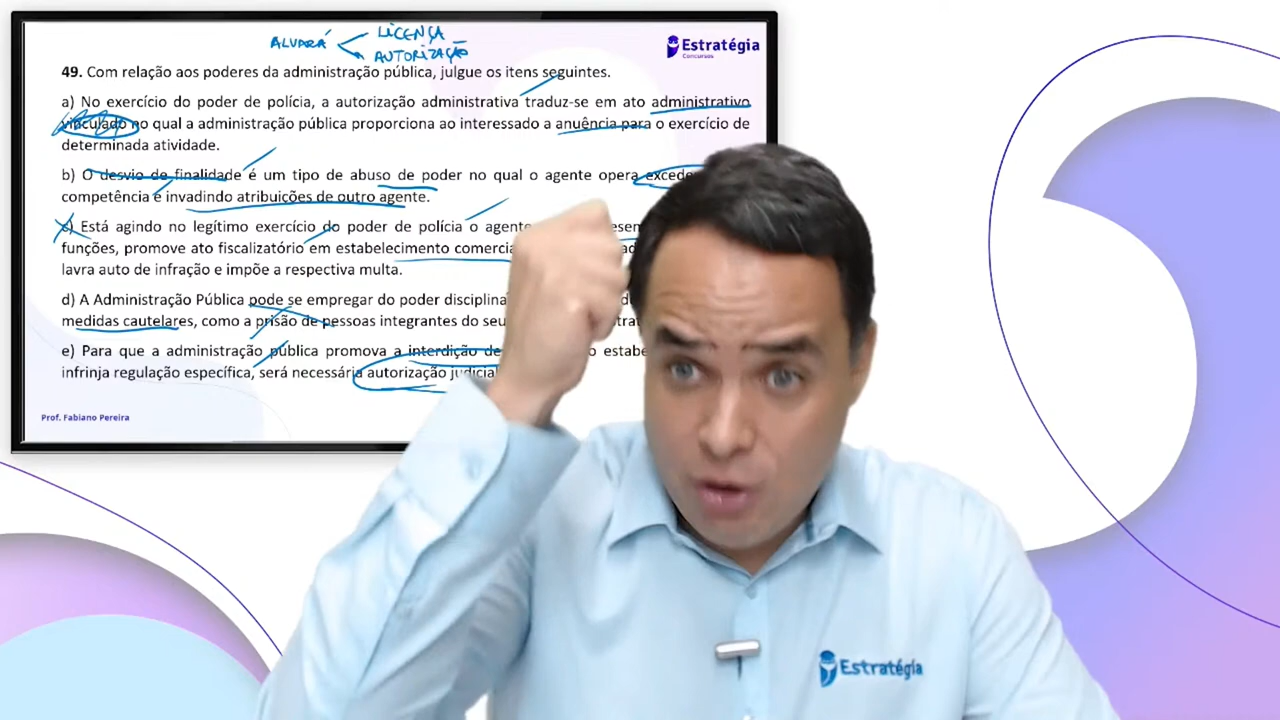 ALVARÁ LICENÇA
AUTORIZAÇÃO
Estratégia
Concursos
49. Com relação aos poderes da administração pública, julgue os itens seguintes.
a) No exercício do poder de polícia, a autorização administrativa traduz-se em ato administrativo
vinculado no qual a administração pública proporciona ao interessado a anuência para o exercício de
determinada atividade.
b) O desvio de finalidade é um tipo de abuso de poder no qual o agente opera
competência e invadindo atribuições de outro agente.
c) Está agindo no legítimo exercício do poder de polícia o agente
funções, promove ato fiscalizatório em estabelecimento
lavra auto de infração e impõe a respectiva multa.
d) A Administração Pública pode se empregar do poder
medidas cautelares, como a prisão de pessoas integrantes do
e) Para que a administração pública promova a interdição de
infrinja regulação específica, será necessária autorização judicial
Prof. Fabiano Pereira
Estratégia